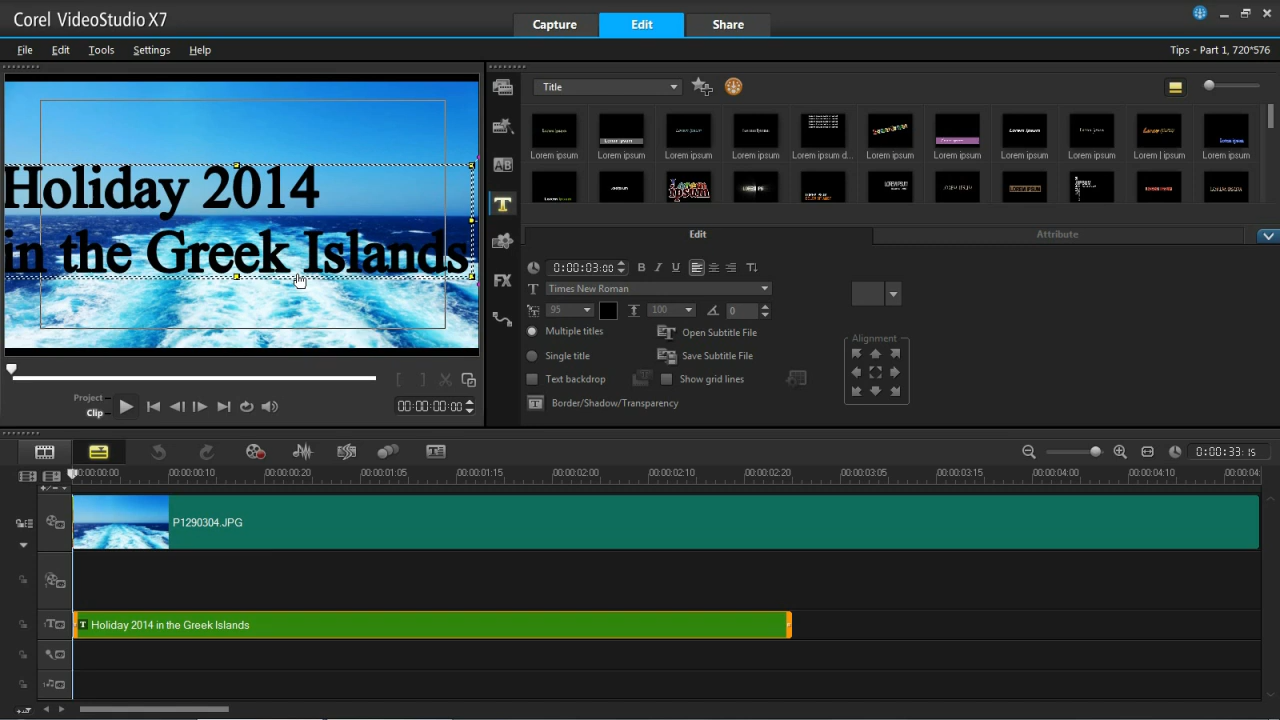 Corel VideoStudio X7
Capture
Edit
Share
File
Edit
Tools
Settings
Help
Tips - Part 1, 720*576
Holiday 2014
in the Greek Islands
Project
Clip
00:00:00:00
Title
Lorem ipsum
Lorem ipsum
Lorem ipsum
Lorem ipsum
Lorem ipsum d...
Lorem ipsum
Lorem ipsum
Lorem ipsum
Lorem ipsum
Lorem l ipsum
Lorem ipsum
AB
T
FX
Edit
Attribute
0:00:03:00
B I U
Times New Roman
95
100
0
Multiple titles
Open Subtitle File
Single title
Save Subtitle File
Text backdrop
Show grid lines
Border/Shadow/Transparency
Alignment
0:00:33:15
00:00:00:00
00:00:00:10
00:00:00:20
00:00:01:05
00:00:01:15
00:00:02:00
00:00:02:10
00:00:02:20
00:00:03:05
00:00:03:15
00:00:04:00
00:00:04:10
00:00:04:
P1290304.JPG
T Holiday 2014 in the Greek Islands